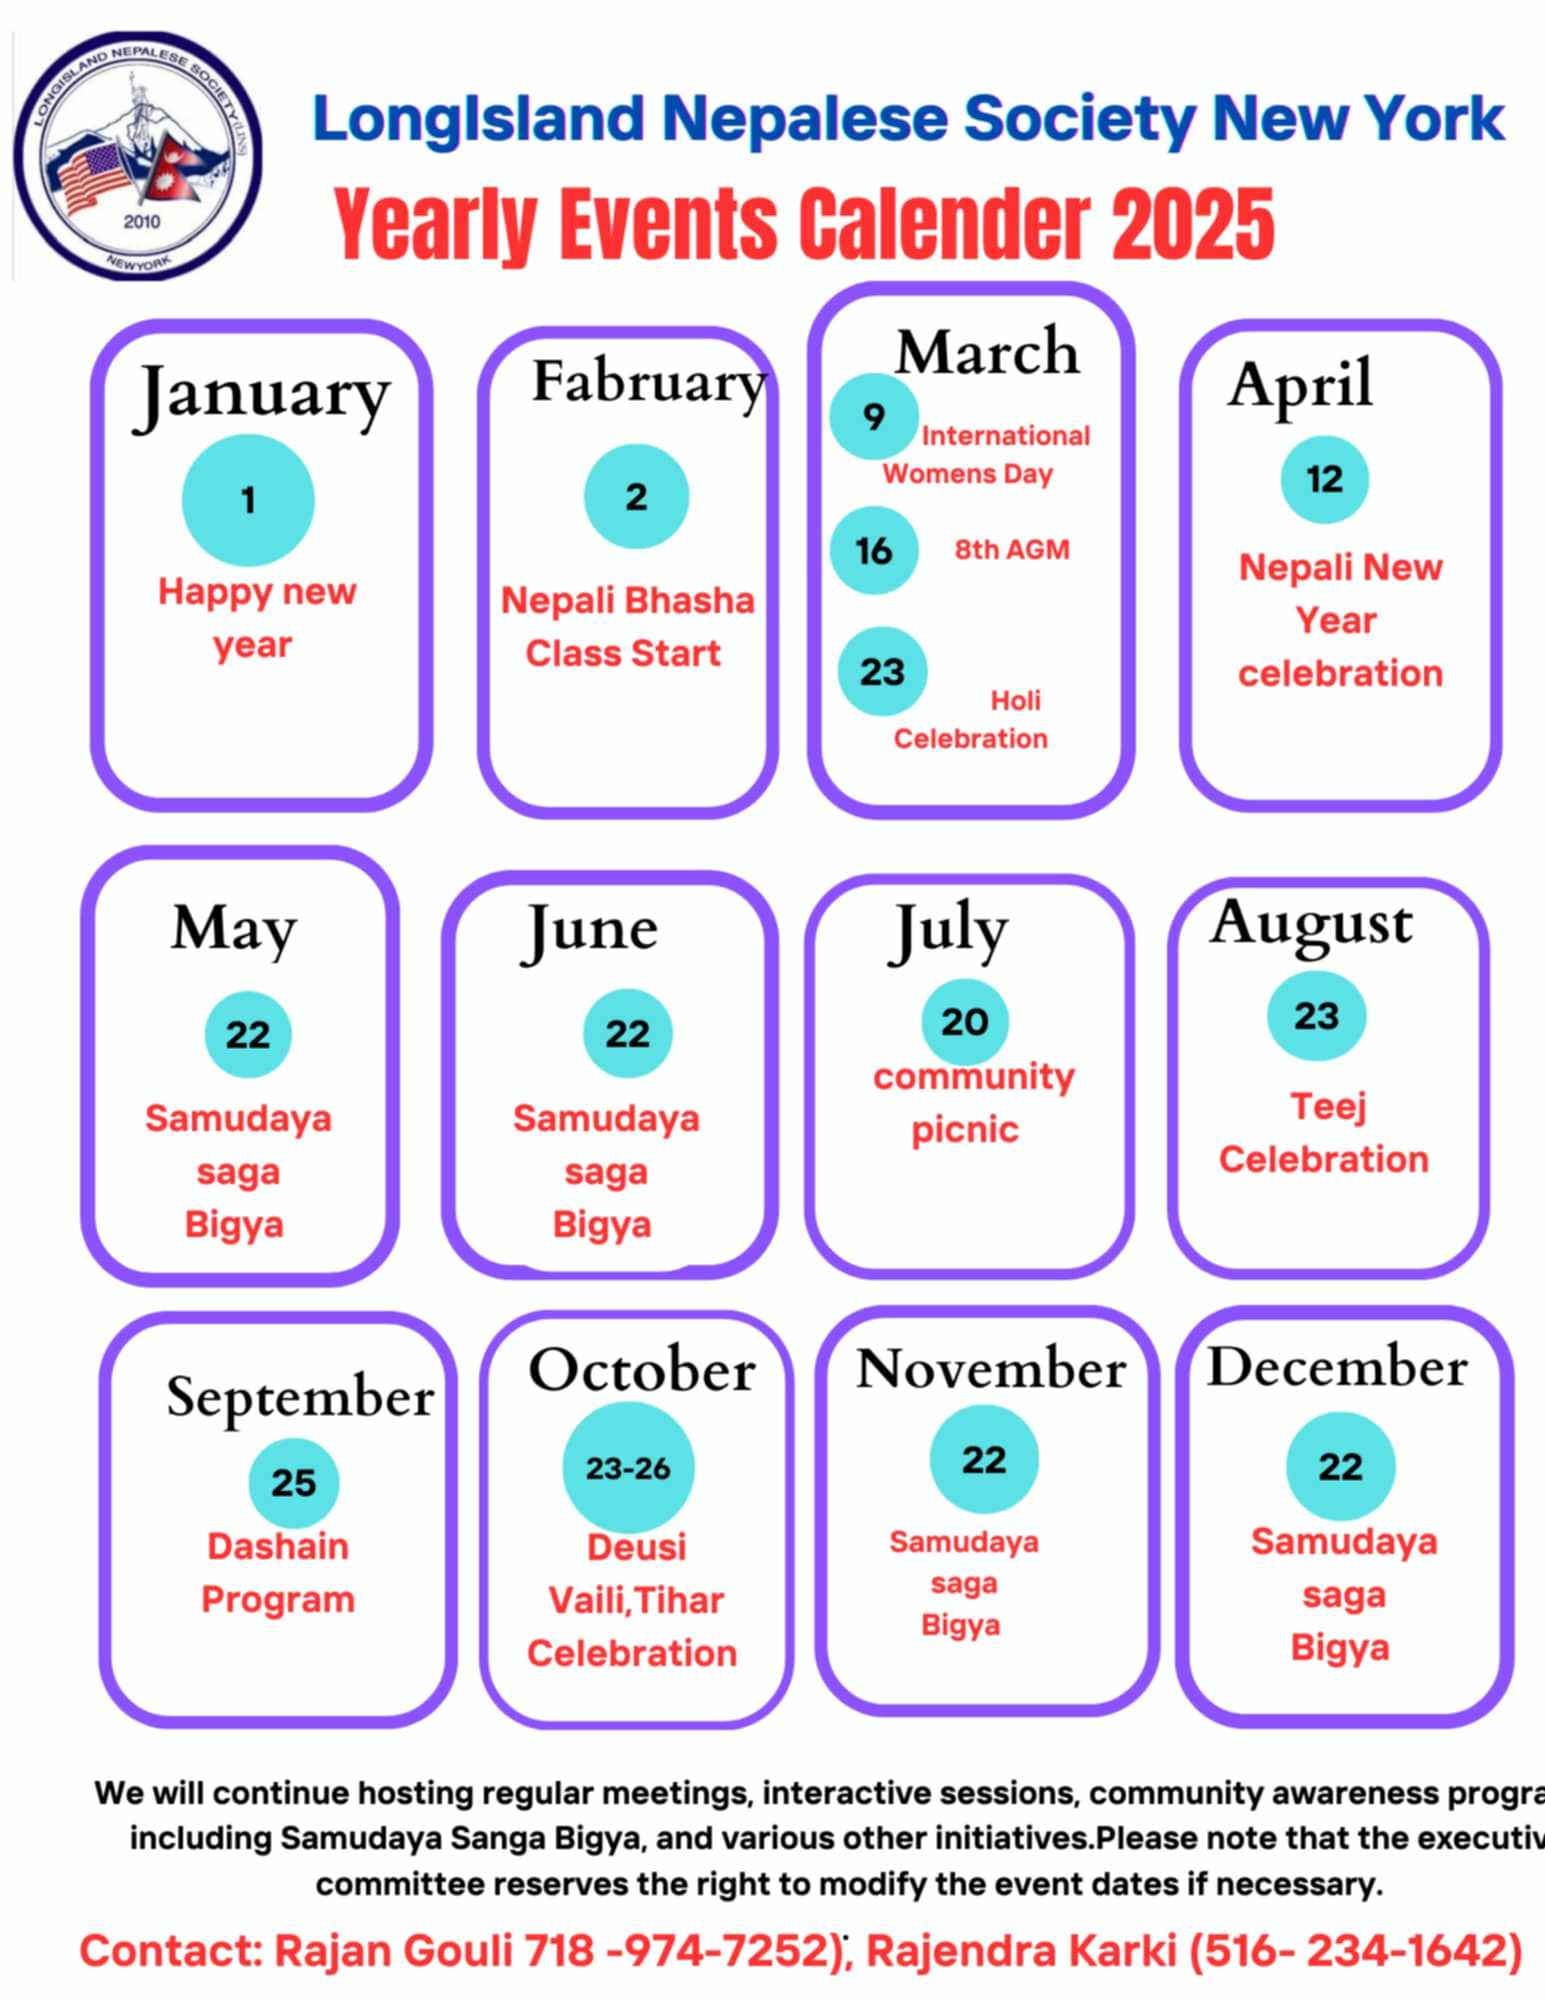 LONGISLAND NEPALESE SOCIETY (LINS)
2010
NEWYORK
LongIsland Nepalese Society New York
Yearly Events Calender 2025
January
1
Happy new
year
Fabruary
2
Nepali Bhasha
Class Start
March
9
International
Womens Day
16
8th AGM
23
Holi
Celebration
April
12
Nepali New
Year
celebration
May
22
Samudaya
saga
Bigya
June
22
Samudaya
saga
Bigya
July
20
community
picnic
August
23
Teej
Celebration
September
25
Dashain
Program
October
23-26
Deusi
Vaili,Tihar
Celebration
November
22
Samudaya
saga
Bigya
December
22
Samudaya
saga
Bigya
We will continue hosting regular meetings, interactive sessions, community awareness progra
including Samudaya Sanga Bigya, and various other initiatives.Please note that the executiv
committee reserves the right to modify the event dates if necessary.
Contact: Rajan Gouli 718 -974-7252), Rajendra Karki (516- 234-1642)